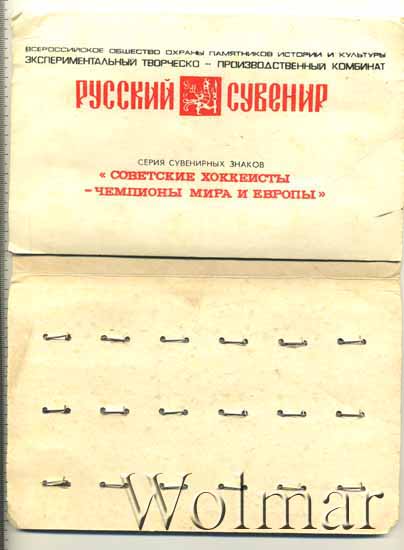 ВСЕРОССИЙСКОЕ ОБЩЕСТВО ОХРАНЫ ПАМЯТНИКОВ ИСТОРИИ И КУЛЬТУРЫ
ЭКСПЕРИМЕНТАЛЬНЫЙ ТВОРЧЕСКО – ПРОИЗВОДСТВЕННЫЙ КОМБИНАТ
РУССКИЙ СУВЕНИР
СЕРИЯ СУВЕНИРНЫХ ЗНАКОВ
« СОВЕТСКИЕ ХОККЕИСТЫ
– ЧЕМПИОНЫ МИРА И ЕВРОПЫ »
Wolmar